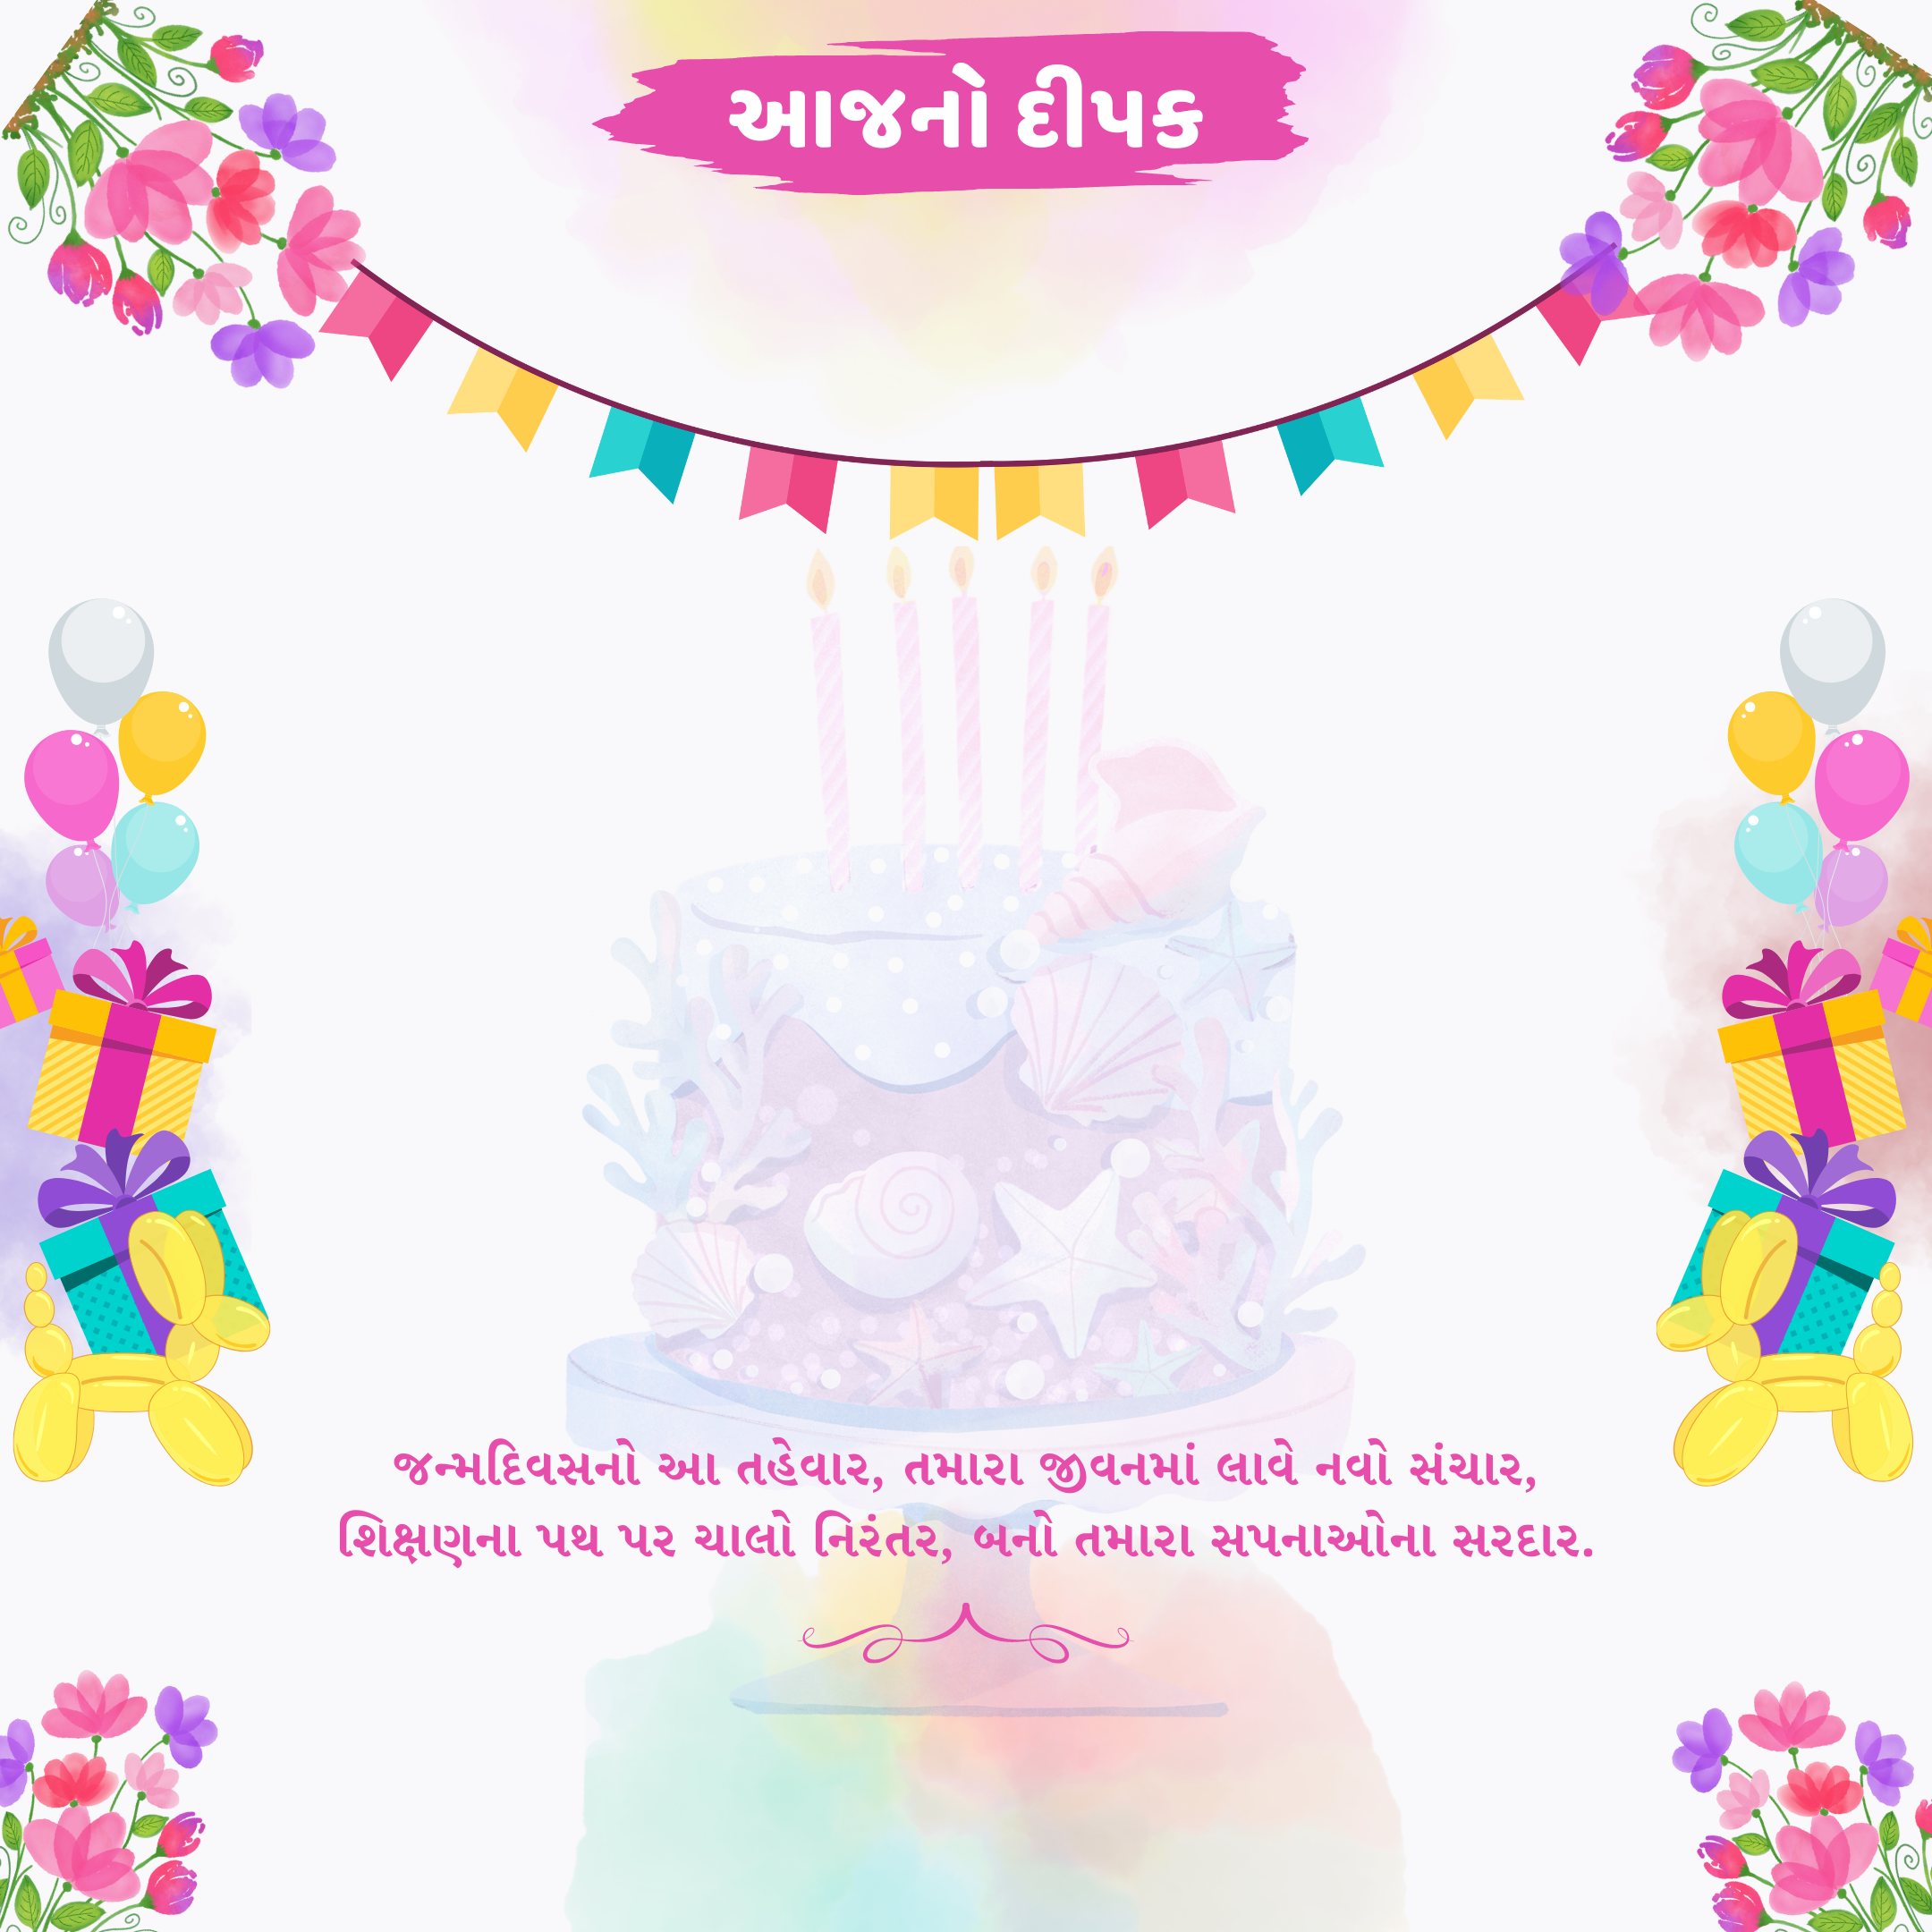 આજનો દીપક
જન્મદિવસનો આ તહેવાર, તમારા જીવનમાં લાવે નવો સંચાર,
શિક્ષણના પથ પર ચાલો નિરંતર, બનો તમારા સપનાઓના સરદાર.